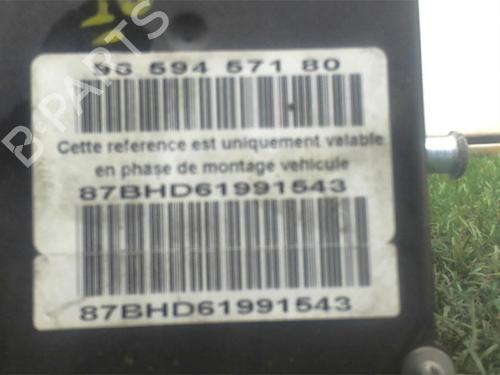 96 594 571 80
Cette reference est uniquement valable
en phase de montage vehicule
87BHD61991543
87BHD61991543
B-PARTS